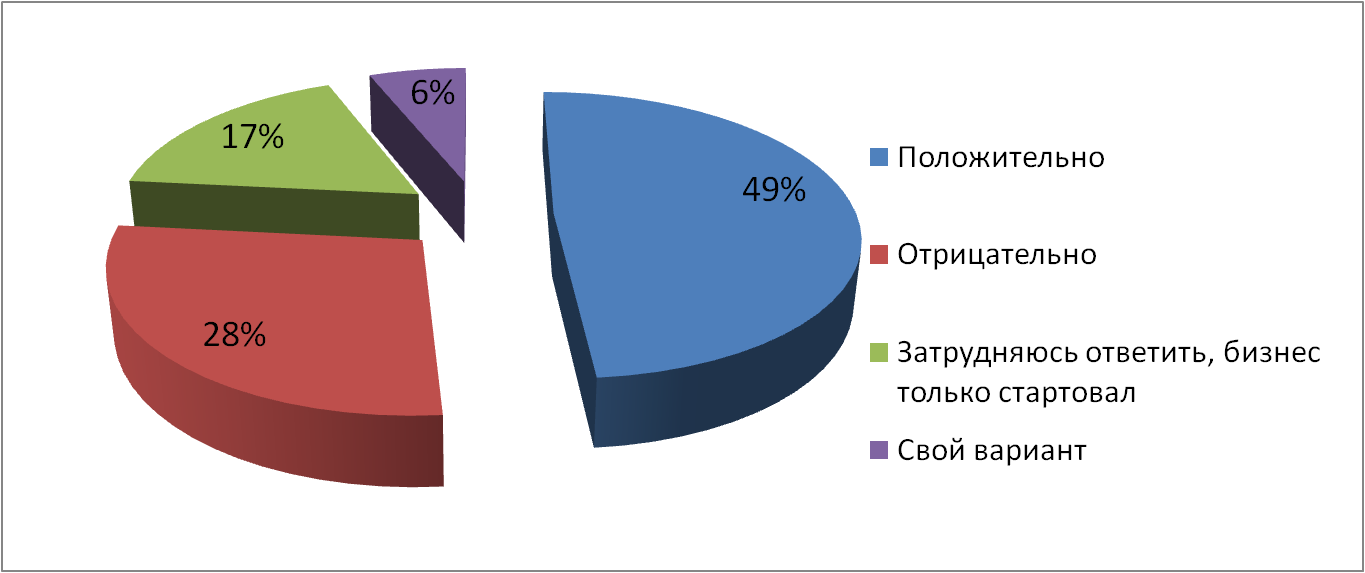 6%
17%
49%
28%
Положительно
Отрицательно
Затрудняюсь ответить, бизнес
только стартовал
Свой вариант